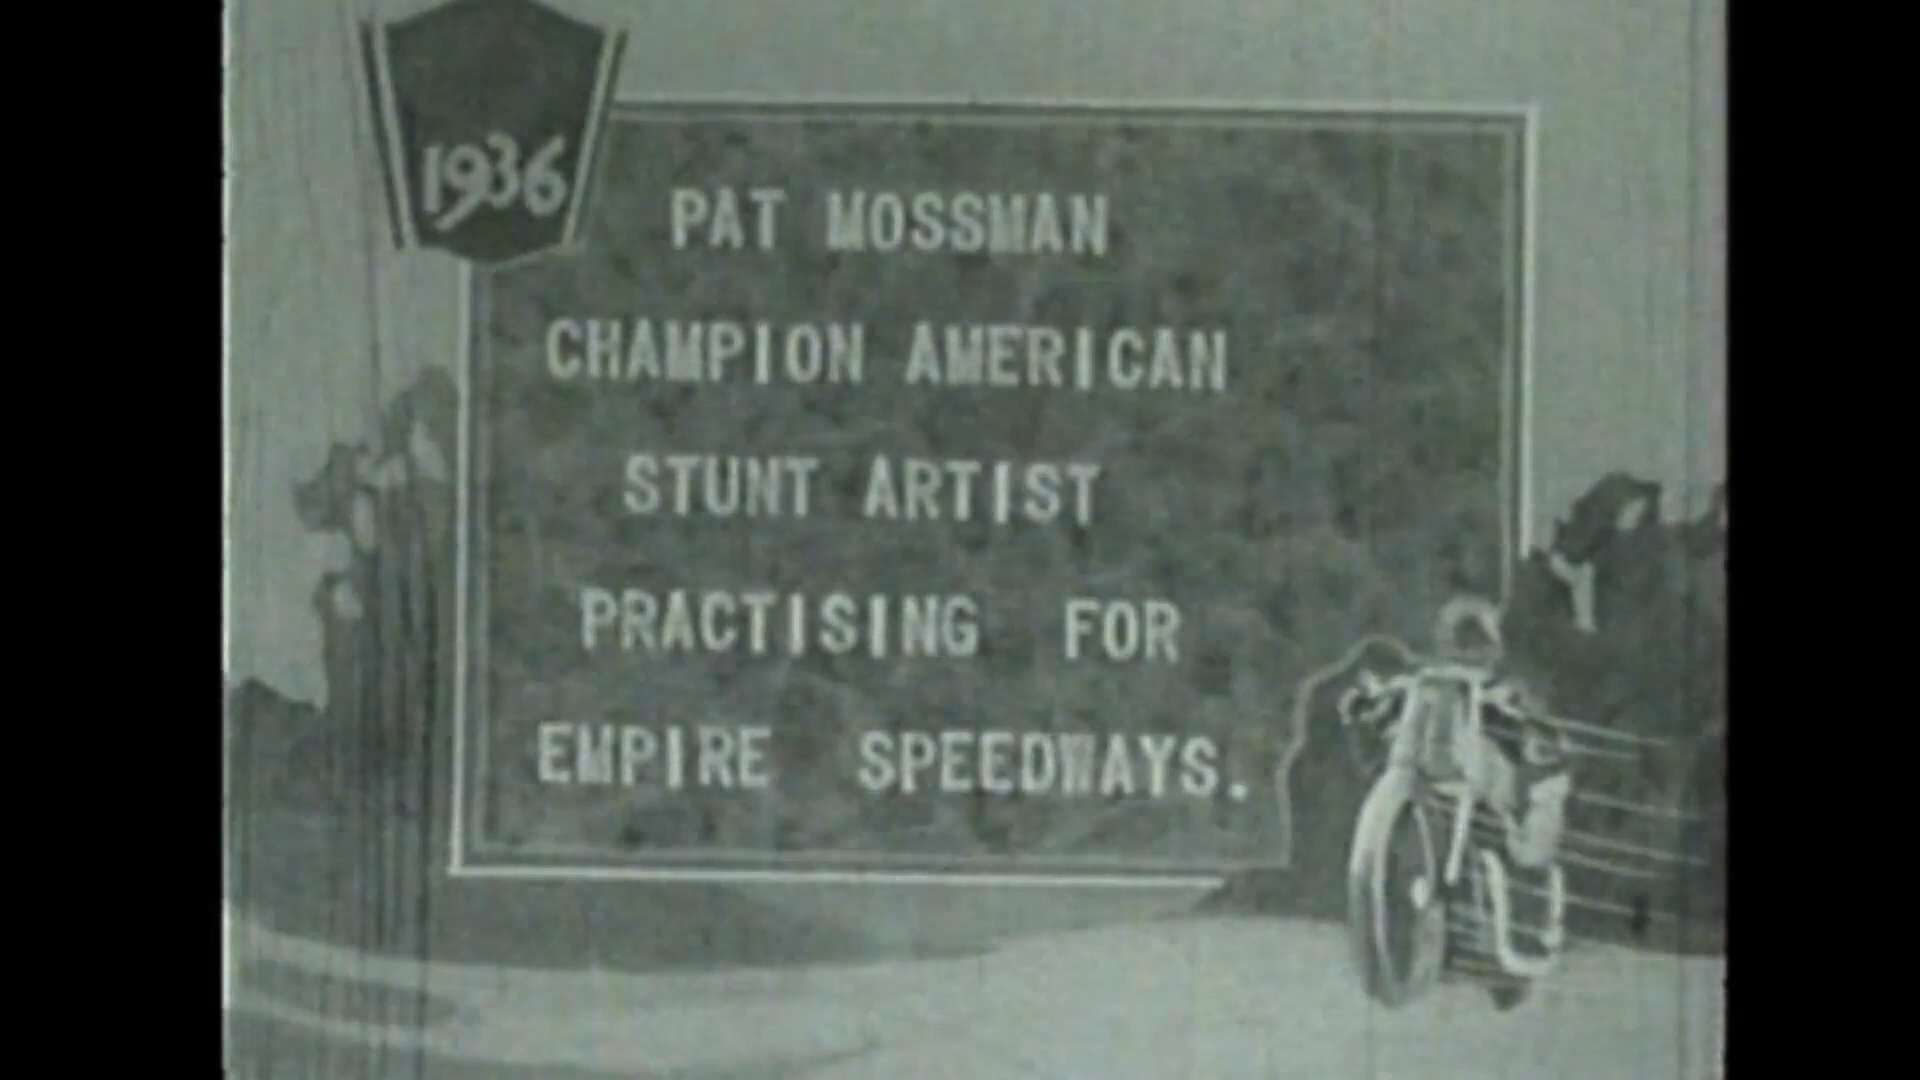 1936
PAT MOSSMAN
CHAMPION AMERICAN
STUNT ARTIST
PRACTISING FOR
EMPIRE SPEEDWAYS.